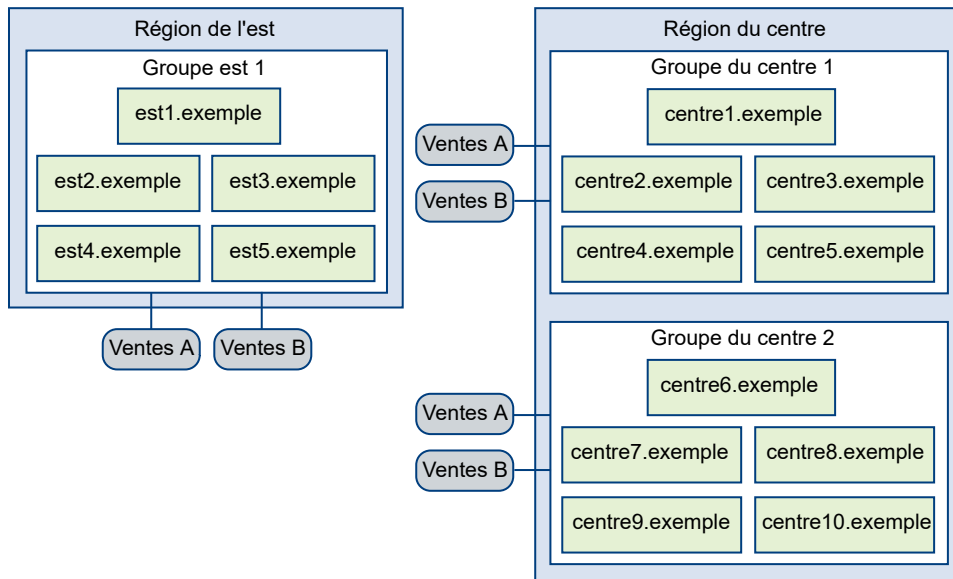 Région de l'est
Groupe est 1
est1.exemple
est2.exemple
est3.exemple
est4.exemple
est5.exemple
Ventes A
Ventes B
Région du centre
Groupe du centre 1
centre1.exemple
Ventes A
Ventes B
centre2.exemple
centre3.exemple
centre4.exemple
centre5.exemple
Groupe du centre 2
centre6.exemple
Ventes A
Ventes B
centre7.exemple
centre8.exemple
centre9.exemple
centre10.exemple